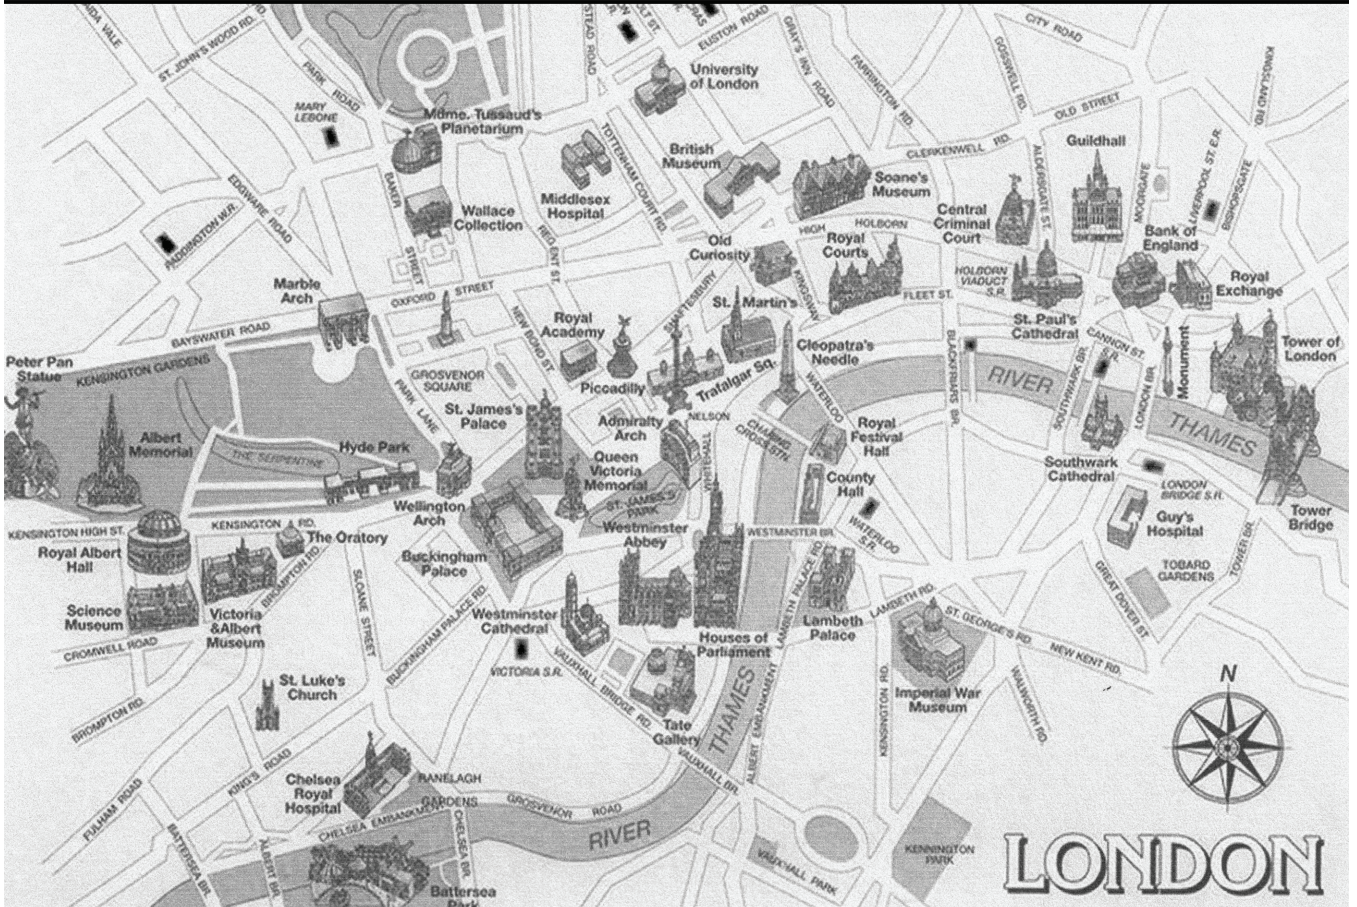 AIDA VALE
ST. JOHN'S WOOD RD.
PARK ROAD
STEAD ROAD
EUSTON ROAD
GRAY'S INN ROAD
FARRINGTON RD.
GOSSWELL RD.
CITY ROAD
KINGSLAND RD.
OLD STREET
University
of London
MARY
LEBONE
Mdme. Tussaud's
Planetarium
TOTTENHAM COURT RD.
British
Museum
CLERKENWELL RD.
Guildhall
ALDERSGATE ST.
MOORGATE
LIVERPOOL ST. E.R.
BISHOPSGATE
EDGWARE ROAD
PADDINGTON W.R.
BAKER
STREET
Wallace
Collection
Middlesex
Hospital
REGENT ST.
Soane's
Museum
Central
Criminal
Court
HIGH HOLBORN
Old
Curiosity
Royal
Courts
KINGSWAY
Bank of
England
HOLBORN
VIADUCT
S.R.
FLEET ST.
Royal
Exchange
Marble
Arch
OXFORD STREET
NEW BOND ST.
SHAFTESBURY
St. Martin's
Royal
Academy
St. Paul's
Cathedral
CANNON ST.
S.R.
Monument
Tower of
London
BAYSWATER ROAD
Peter Pan
Statue
KENSINGTON GARDENS
GROSVENOR
SQUARE
PARK LANE
Piccadilly
Trafalgar Sq.
Cleopatra's
Needle
WATERLOO
BLACKFRIARS BR.
RIVER
SOUTHWARK BR.
LONDON BR.
THAMES
St. James's
Palace
Admiralty
Arch
NELSON
CHARING
CROSS STN.
Royal
Festival
Hall
Albert
Memorial
THE SERPENTINE
Hyde Park
Queen
Victoria
Memorial
WHITEHALL
County
Hall
Southwark
Cathedral
LONDON
BRIDGE S.R.
Wellington
Arch
ST. JAMES'S
PARK
Westminster
Abbey
WATERLOO
S.R.
Guy's
Hospital
Tower
Bridge
KENSINGTON HIGH ST.
KENSINGTON RD.
Royal Albert
Hall
The Oratory
Buckingham
Palace
WESTMINSTER BR.
TOWER BR.
TOBARD
GARDENS
GREAT DOVER ST
BROMPTON RD.
SLOANE STREET
BUCKINGHAM PALACE RD.
Science
Museum
Victoria
&Albert
Museum
Westminster
Cathedral
LAMBETH PALACE RD.
Lambeth
Palace
LAMBETH RD.
ST. GEORGE'S RD.
NEW KENT RD.
Houses of
Parliament
CROMWELL ROAD
VICTORIA S.R.
VAUXHALL BRIDGE RD.
St. Luke's
Church
Tate
Gallery
THAMES
ALBERT EMBANKMENT
KENSINGTON RD.
Imperial War
Museum
WALWORTH RD.
N
BROMPTON RD.
FULHAM ROAD
KING'S ROAD
Chelsea
Royal
Hospital
RANELAGH
GARDENS
VAUXHALL BR.
GROSVENOR ROAD
CHELSEA EMBANKMENT
CHELSEA BR.
RIVER
BATTERSEA BR.
ALBERT BR.
Battersea
Park
VAUXHALL PARK
KENNINGTON
PARK
LONDON